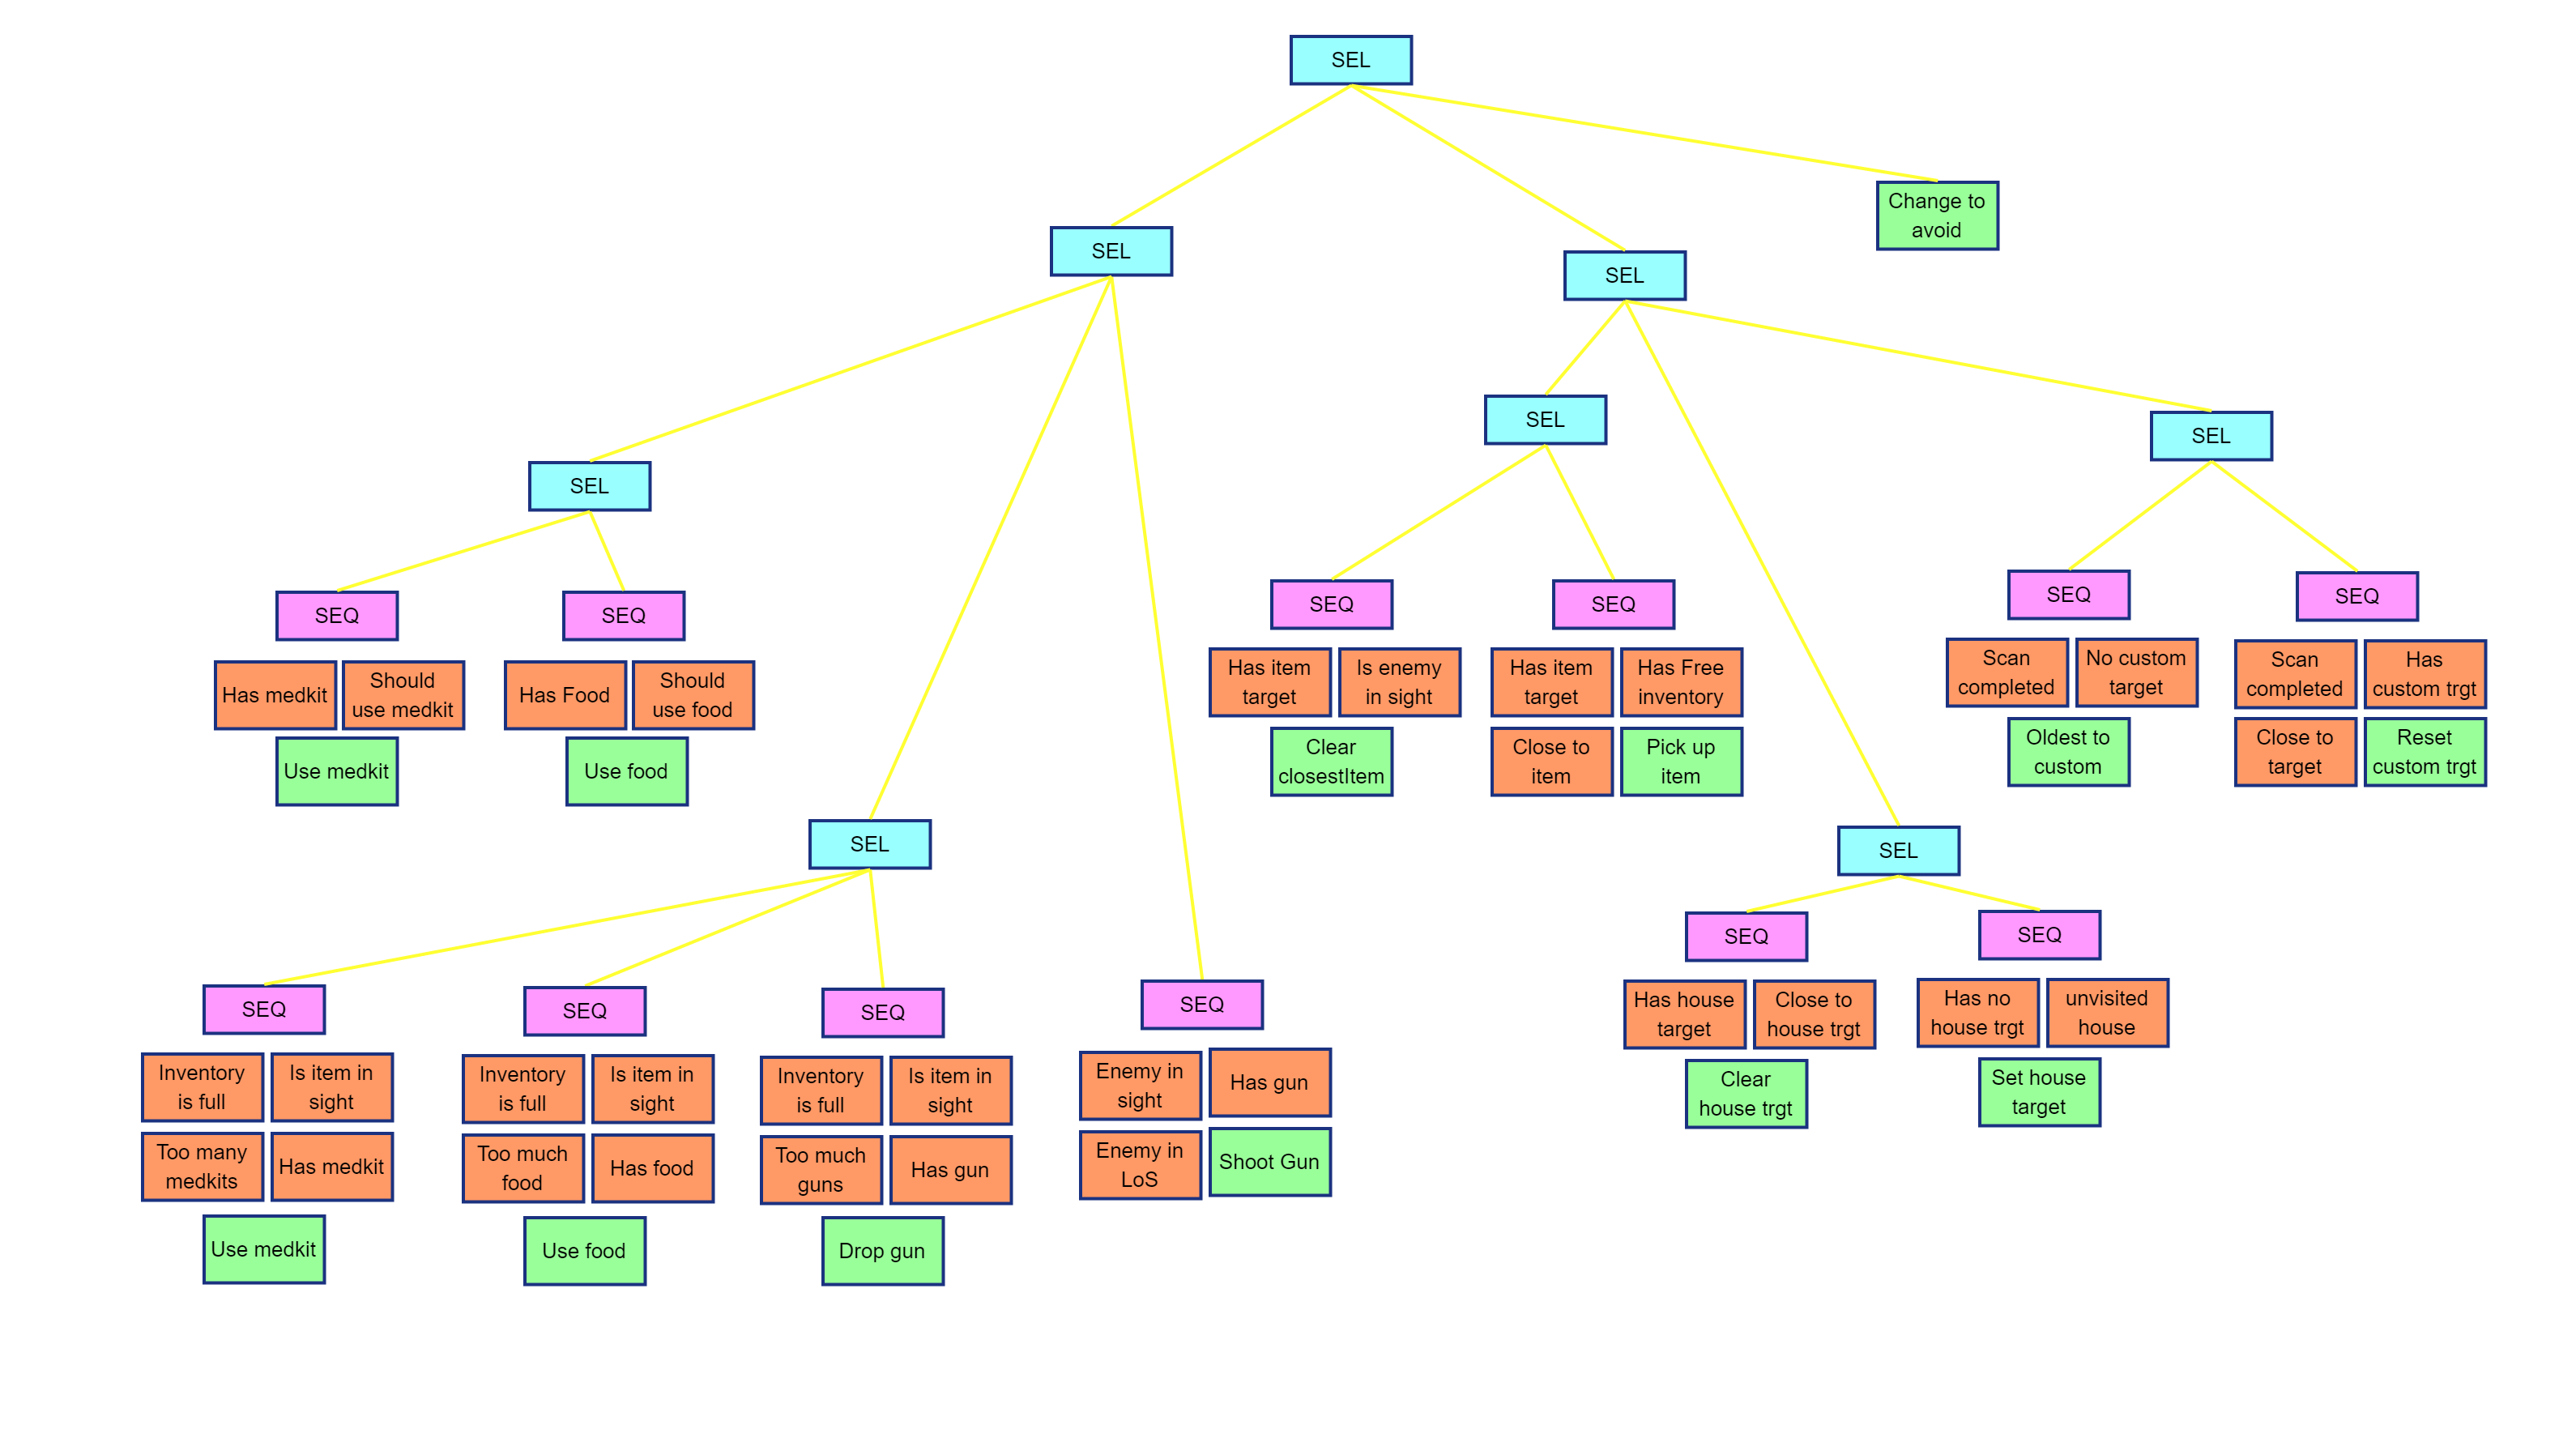 SEL
Change to
avoid
SEL
SEL
SEL
SEL
SEL
SEQ
SEQ
Has medkit
Should
use medkit
Use medkit
Has Food
Should
use food
Use food
SEQ
SEQ
Has item
target
Is enemy
in sight
Clear
closestItem
Has item
target
Has Free
inventory
Close to
item
Pick up
item
SEQ
SEQ
Scan
completed
No custom
target
Oldest to
custom
Scan
completed
Has
custom trgt
Close to
target
Reset
custom trgt
SEL
SEL
SEQ
SEQ
SEQ
SEQ
Inventory
is full
Is item in
sight
Too many
medkits
Has medkit
Use medkit
Inventory
is full
Is item in
sight
Too much
food
Has food
Use food
Inventory
is full
Is item in
sight
Too much
guns
Has gun
Drop gun
Enemy in
sight
Has gun
Enemy in
LoS
Shoot Gun
SEQ
SEQ
Has house
target
Close to
house trgt
Clear
house trgt
Has no
house trgt
unvisited
house
Set house
target